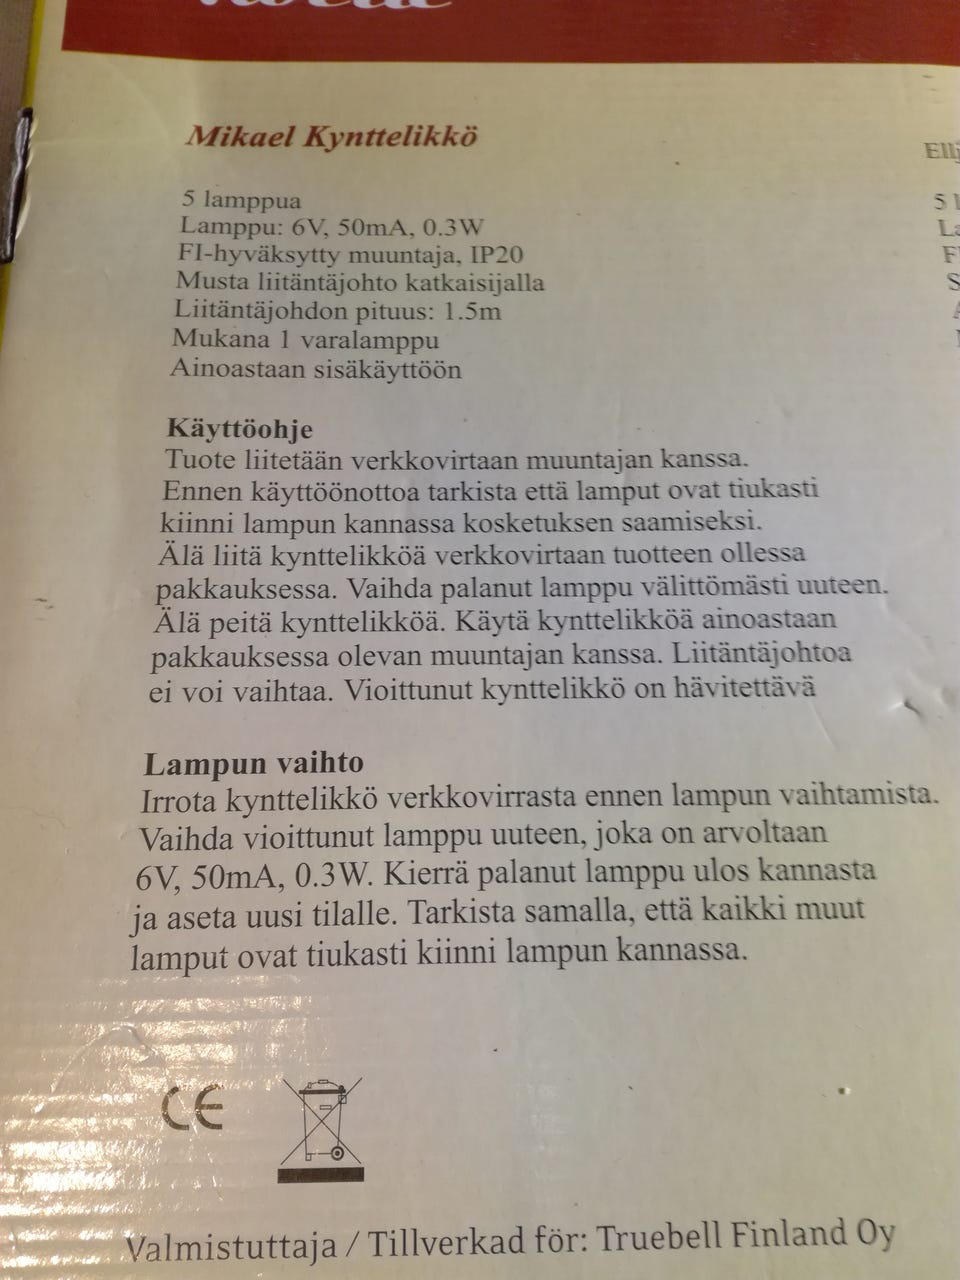 Mikael Kynttelikkö
5 lamppua
Lamppu: 6V, 50mA, 0.3W
FI-hyväksytty muuntaja, IP20
Musta liitäntäjohto katkaisijalla
Liitäntäjohdon pituus: 1.5m
Mukana 1 varalamppu
Ainoastaan sisäkäyttöön
Käyttöohje
Tuote liitetään verkkovirtaan muuntajan kanssa.
Ennen käyttöönottoa tarkista että lamput ovat tiukasti
kiinni lampun kannassa kosketuksen saamiseksi.
Älä liitä kynttelikköä verkkovirtaan tuotteen ollessa
pakkauksessa. Vaihda palanut lamppu välittömästi uuteen.
Älä peitä kynttelikköä. Käytä kynttelikköä ainoastaan
pakkauksessa olevan muuntajan kanssa. Liitäntäjohtoa
ei voi vaihtaa. Vioittunut kynttelikkö on hävitettävä
Lampun vaihto
Irrota kynttelikkö verkkovirrasta ennen lampun vaihtamista.
Vaihda vioittunut lamppu uuteen, joka on arvoltaan
6V, 50mA, 0.3W. Kierrä palanut lamppu ulos kannasta
ja aseta uusi tilalle. Tarkista samalla, että kaikki muut
lamput ovat tiukasti kiinni lampun kannassa.
CE
Valmistuttaja / Tillverkad för: Truebell Finland Oy